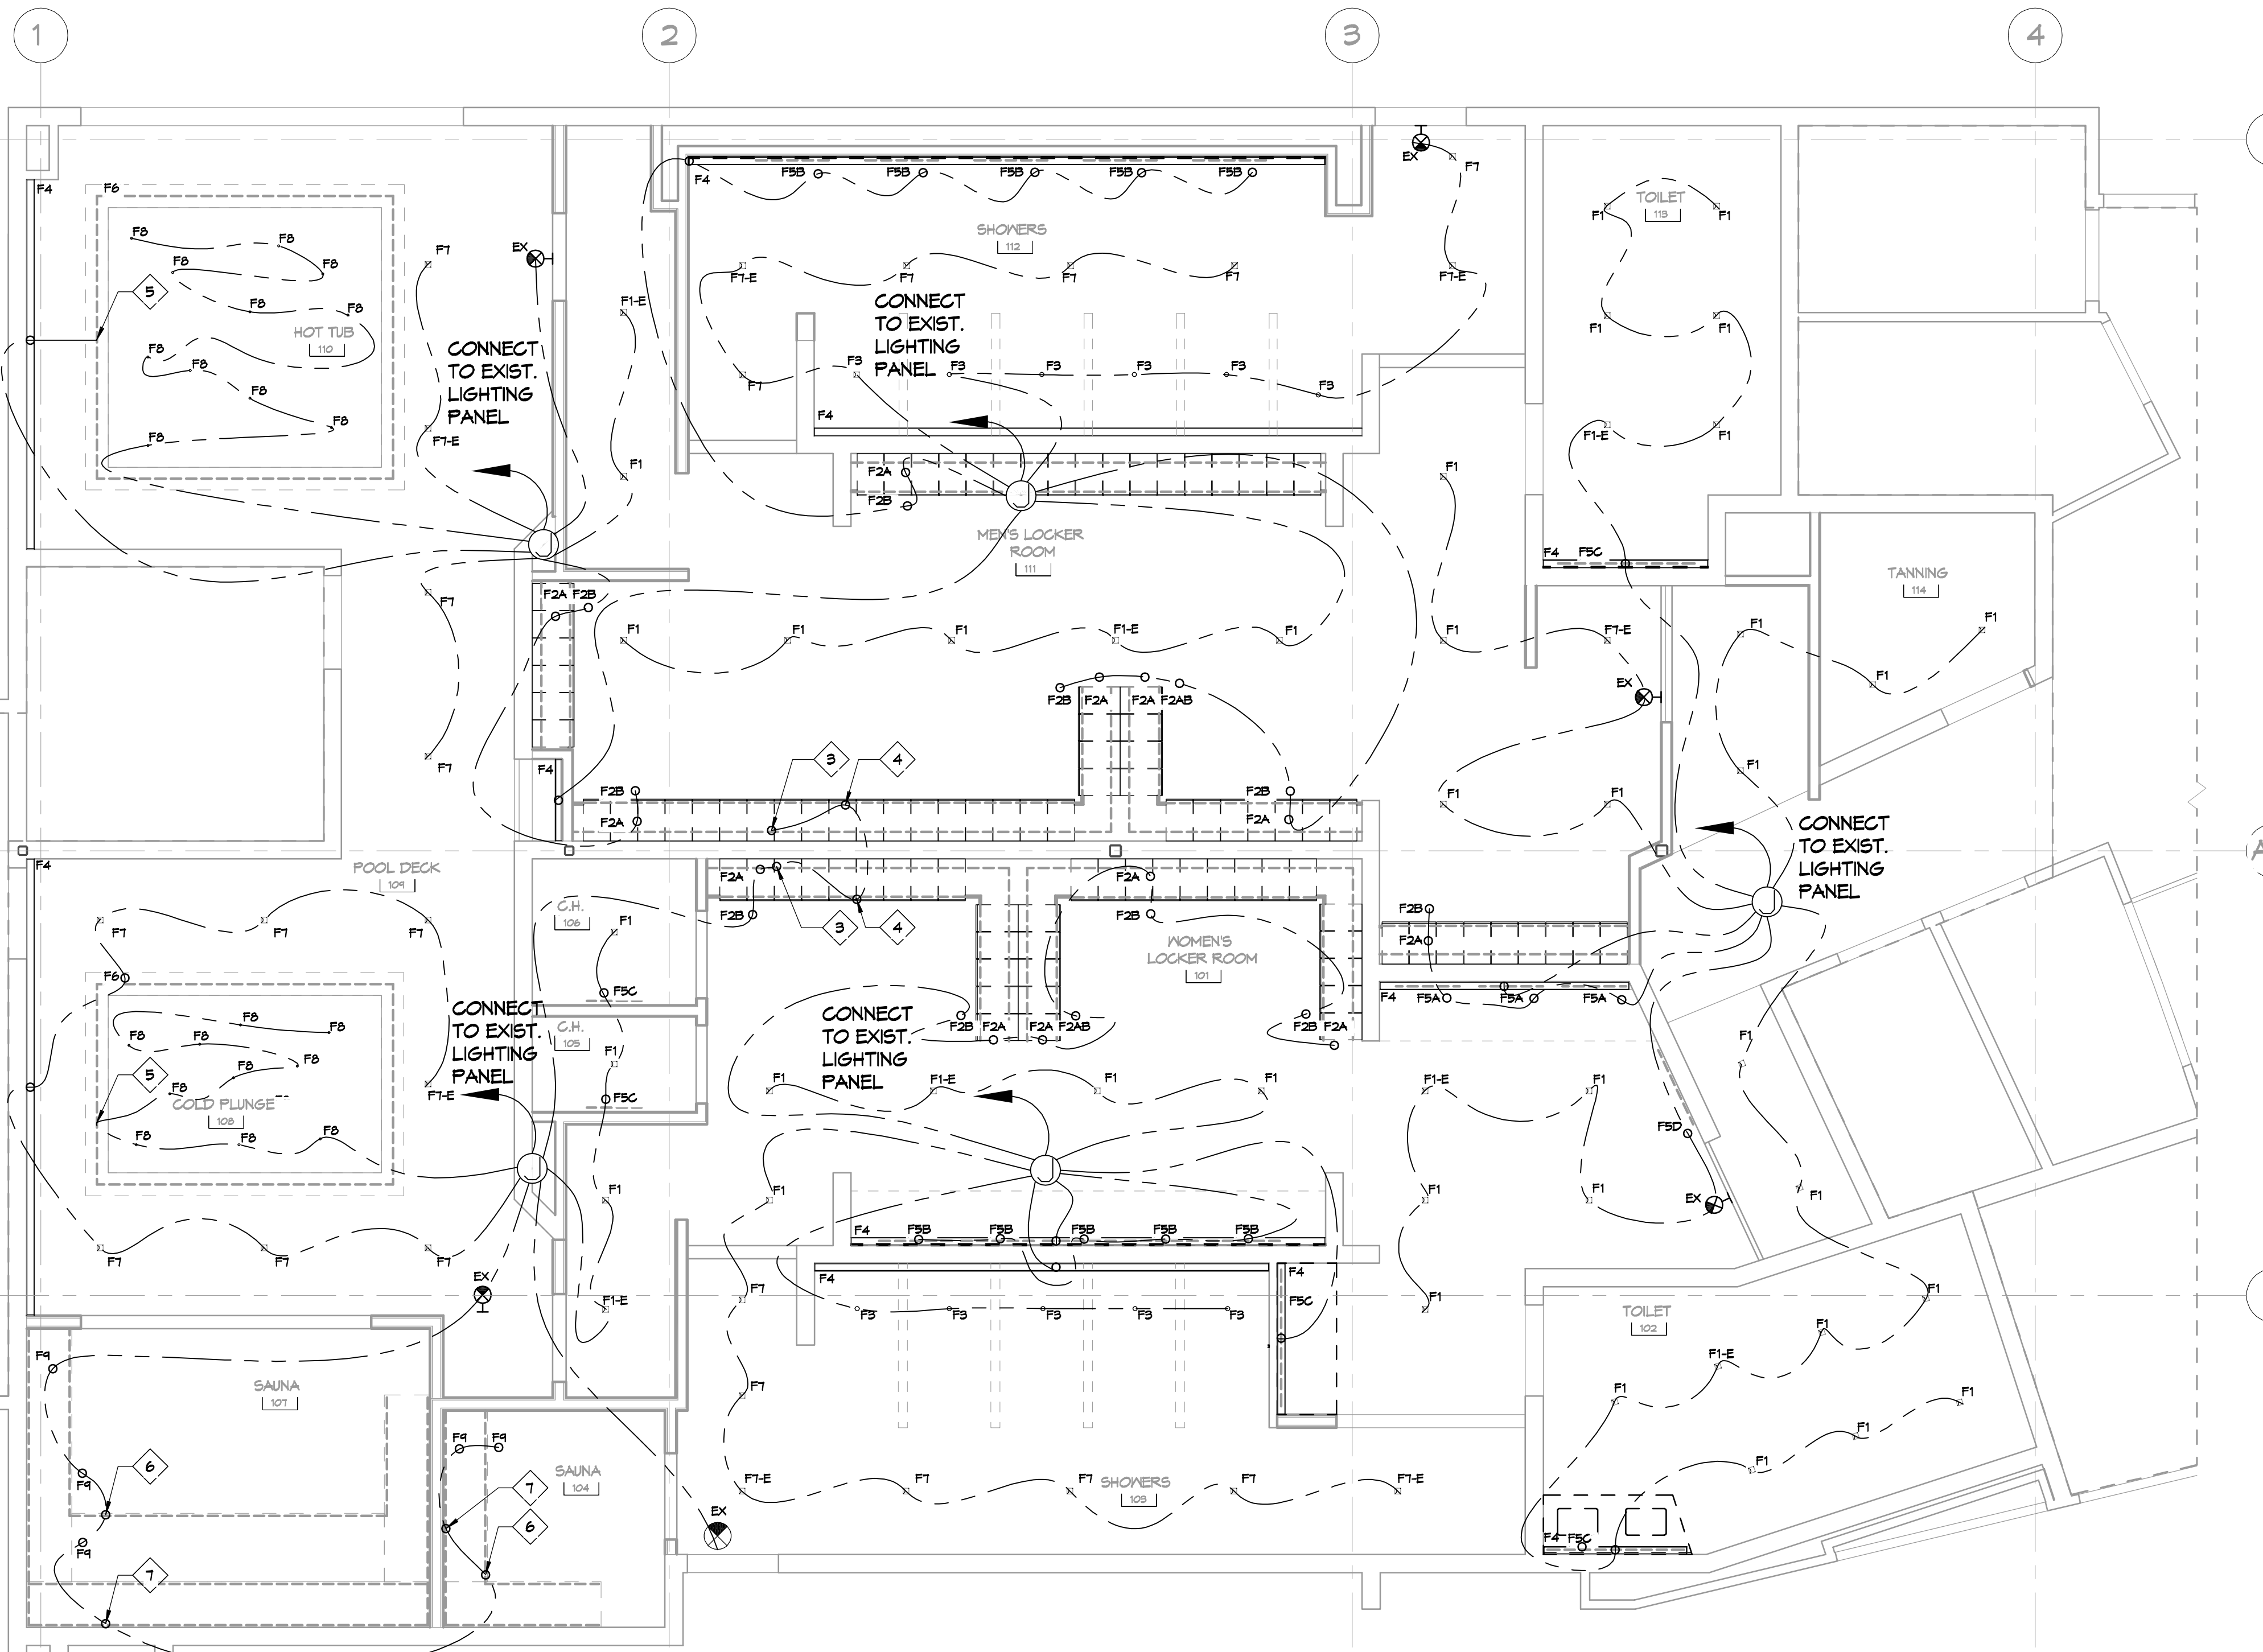 1
2
3
4
EX
F7
F4
F6
F4
F5B
F5B
F5B
F5B
F5B
TOILET
113
F1
F1
SHOWERS
112
F8
F8
F8
EX
F7
F7-E
F7
F7
F7
F7-E
5
F8
F8
F1-E
CONNECT
TO EXIST.
LIGHTING
PANEL
F1
F1
HOT TUB
110
F8
F8
F8
F8
F8
CONNECT
TO EXIST.
LIGHTING
PANEL
F7
F3
F3
F3
F3
F3
F4
F7-E
F1-E
F1
F1
F1
J
F2A
F2B
J
MEN'S LOCKER
ROOM
111
F4
F5C
TANNING
114
F7
F2A
F2B
F1
F1
F1
F1-E
F1
F1
F7-E
F1
F1
EX
F2B
F2A
F2A
F2AB
F7
F4
3
4
F2B
F2A
F2B
F2A
F1
F1
F1
CONNECT
TO EXIST.
LIGHTING
PANEL
J
A
F4
POOL DECK
109
F2A
F2B
3
4
F2A
F2B
F2B
F2A
C.H.
106
F1
F5C
WOMEN'S
LOCKER ROOM
101
F7
F7
F7
F6
F4
F5A
F5A
F5A
CONNECT
TO EXIST.
LIGHTING
PANEL
CONNECT
TO EXIST.
LIGHTING
PANEL
F2B
F2A
F2A
F2AB
F2B
F2A
C.H.
105
F1
F5C
F8
F8
F8
F8
F8
F8
F8
5
COLD PLUNGE
108
F8
F8
F8
F7-E
F1
F1-E
F1
F1
F1-E
F1
F1
F5D
J
J
F1
F1
F1
F1
EX
F1
F4
F5B
F5B
F5B
F5B
F5B
F7
F7
F7
EX
F1-E
F7
F4
F4
F5C
F3
F3
F3
F3
F3
F1
F1
TOILET
102
F1
F1-E
F1
F1
F1
F1
F9
SAUNA
107
F7
F9
F9
6
F9
F9
SAUNA
104
7
6
F7-E
F7
F7
F7
F7-E
SHOWERS
103
EX
F9
7
F4
F5C